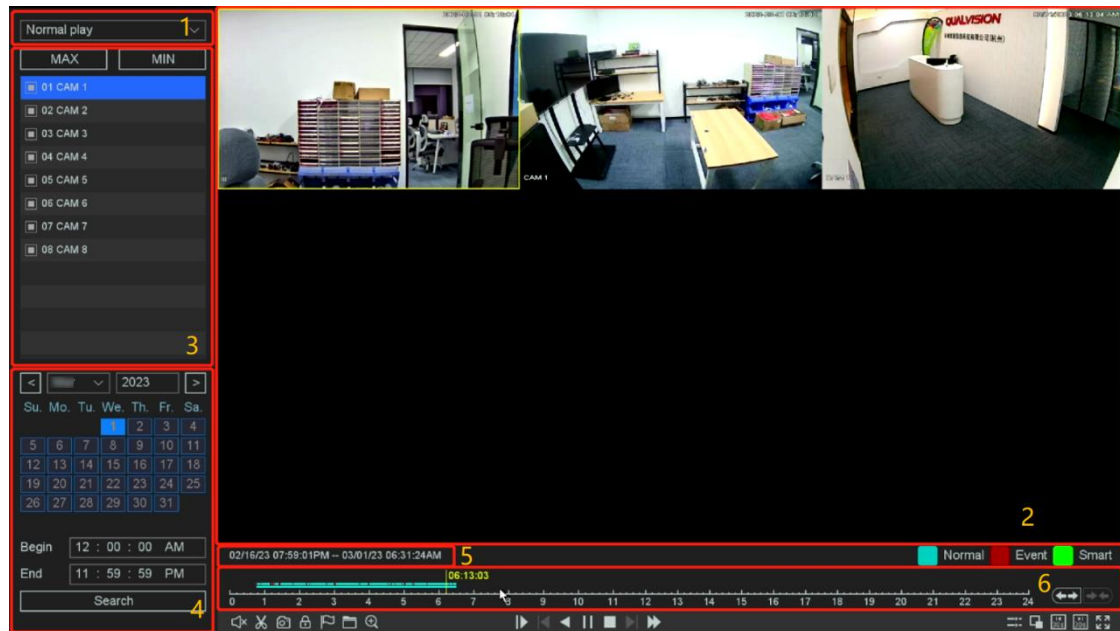 Normal play
1
MAX MIN
01 CAM 1
02 CAM 2
03 CAM 3
04 CAM 4
05 CAM 5
06 CAM 6
07 CAM 7
08 CAM 8
3
CAM 1
QUALVISION
2
< 2023 >
Su. Mo. Tu. We. Th. Fr. Sa.
1 2 3 4
5 6 7 8 9 10 11
12 13 14 15 16 17 18
19 20 21 22 23 24 25
26 27 28 29 30 31
Begin 12 : 00 : 00 AM
End 11 : 59 : 59 PM
Search
4
02/16/23 07:59:01PM -- 03/01/23 06:31:24AM
5
Normal Event Smart
06:13:03
6
0 1 2 3 4 5 6 7 8 9 10 11 12 13 14 15 16 17 18 19 20 21 22 23 24